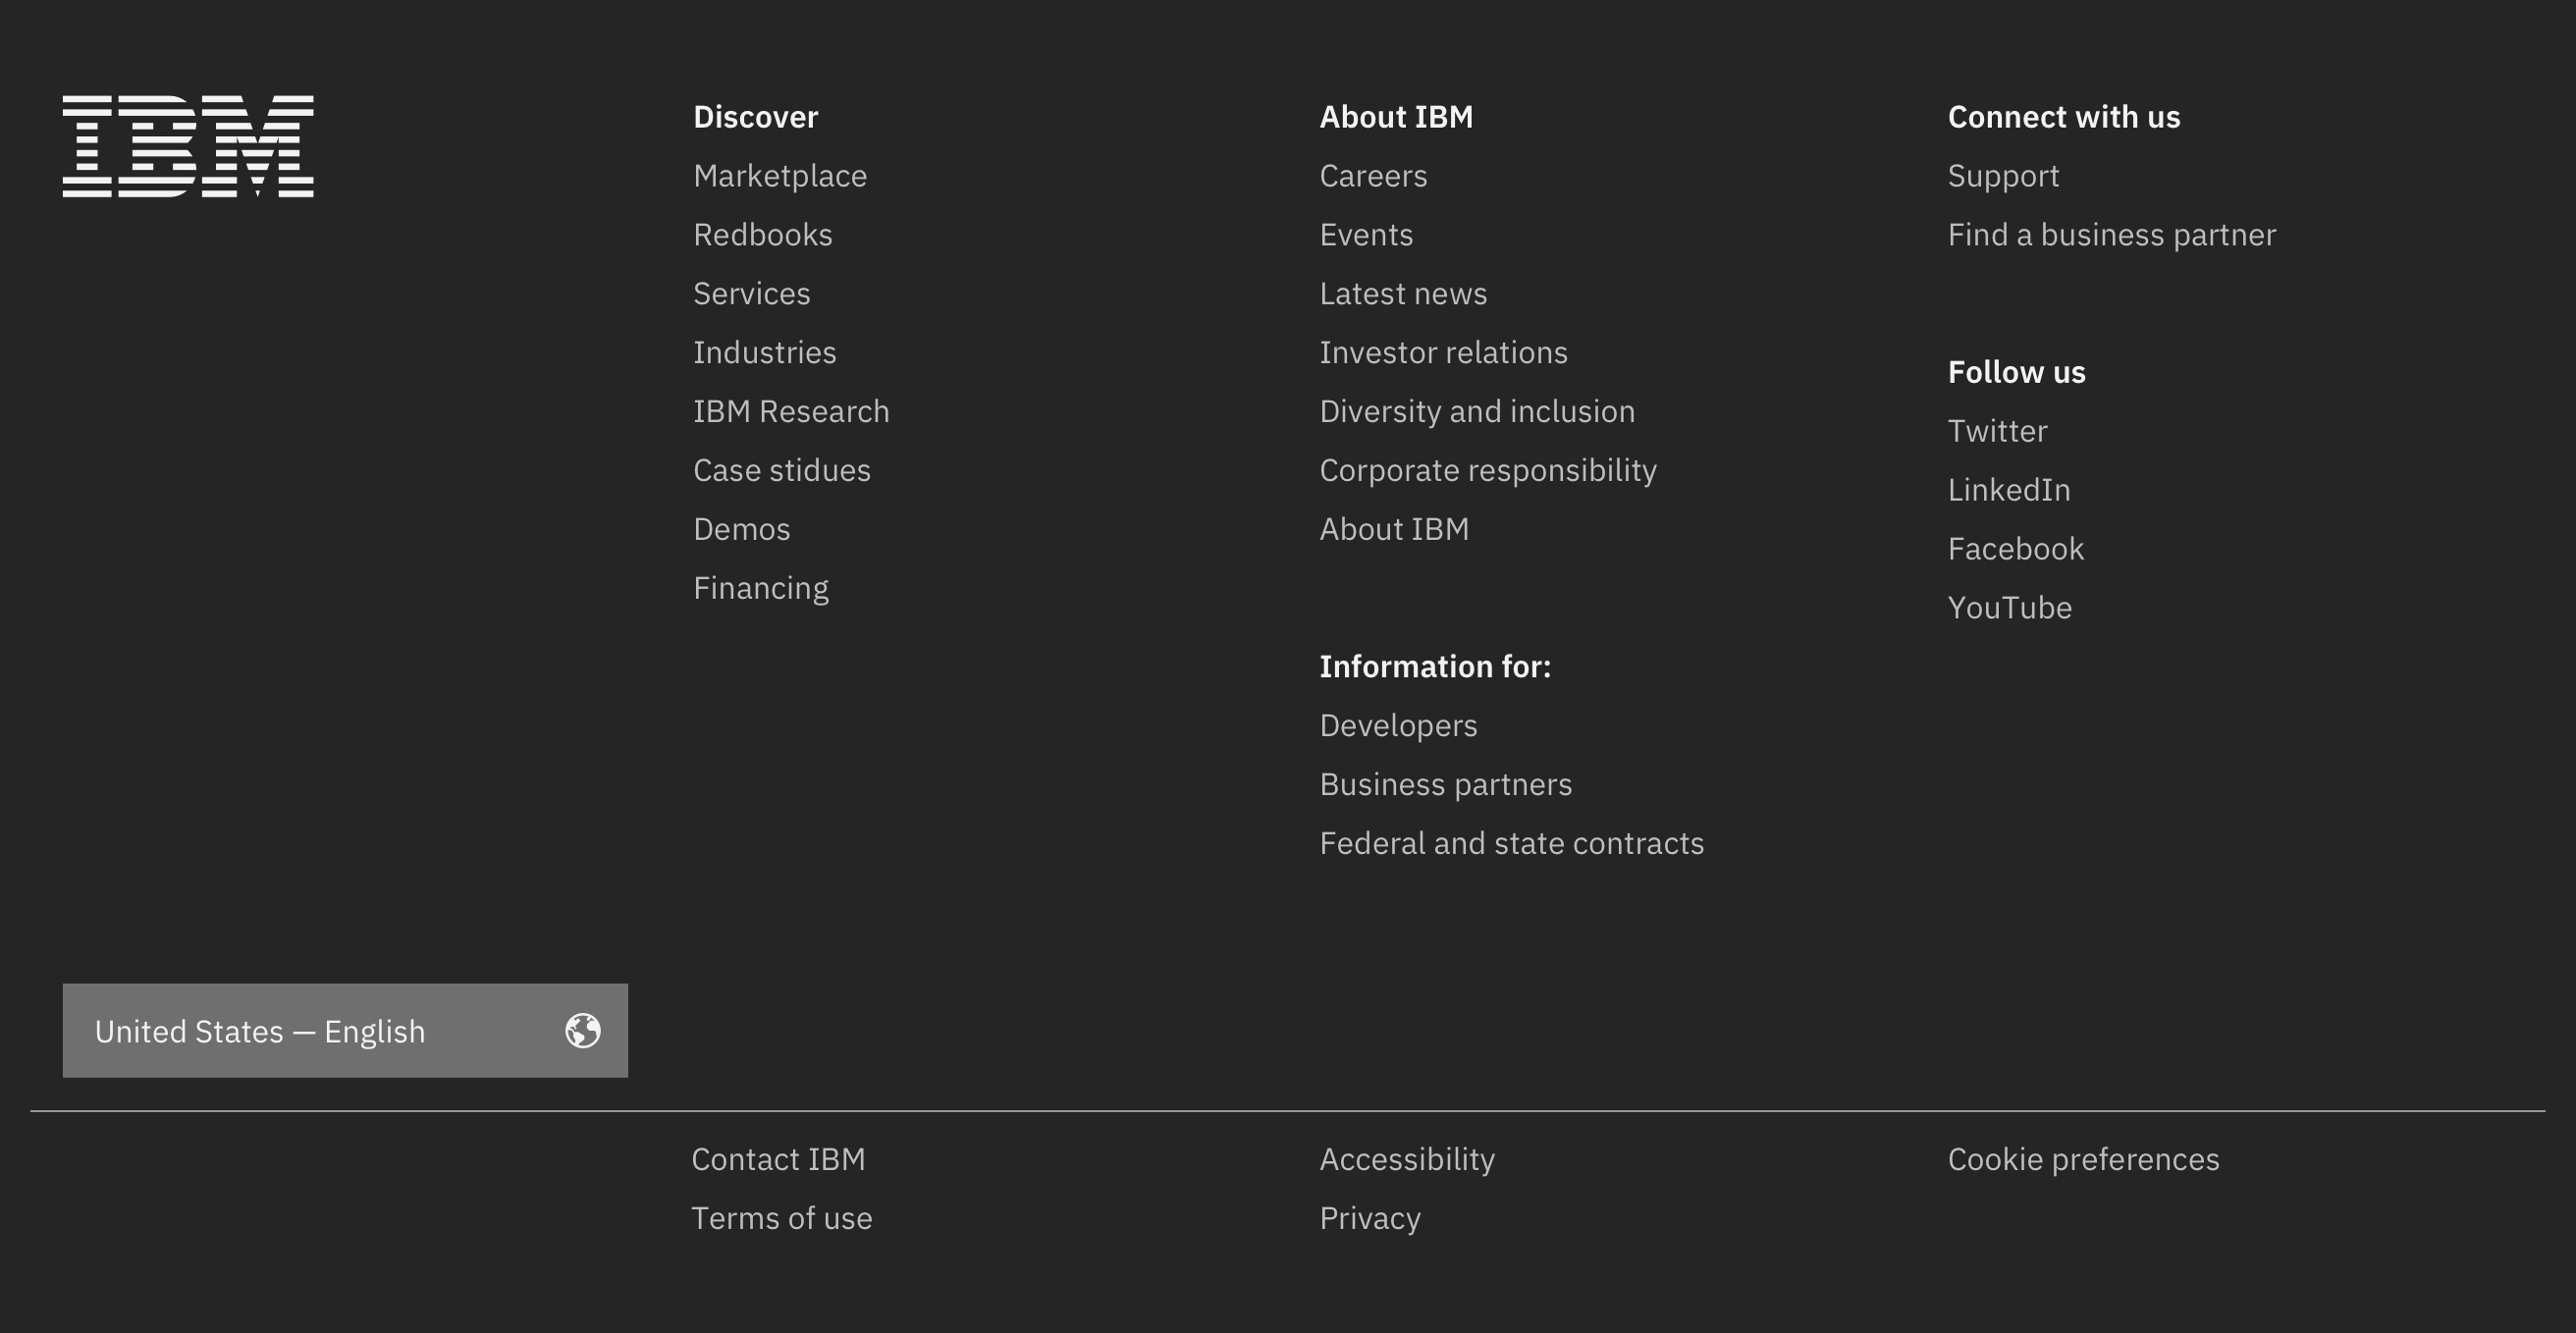 IBM
Discover
Marketplace
Redbooks
Services
Industries
IBM Research
Case stidues
Demos
Financing
About IBM
Careers
Events
Latest news
Investor relations
Diversity and inclusion
Corporate responsibility
About IBM
Information for:
Developers
Business partners
Federal and state contracts
Connect with us
Support
Find a business partner
Follow us
Twitter
LinkedIn
Facebook
YouTube
United States — English
Contact IBM
Terms of use
Accessibility
Privacy
Cookie preferences